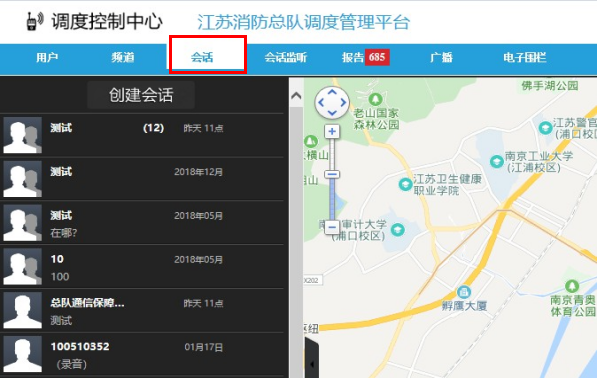 调度控制中心 江苏消防总队调度管理平台
用户 频道 会话 会话监听 报告 685 广播 电子围栏
创建会话
测试 (12) 昨天 11点
测试 2018年12月
测试 2018年05月
在哪？
10 2018年05月
100
总队通信保障... 昨天 11点
测试
100510352 01月17日
（录音）
佛手湖公园
老山国家
森林公园
江苏警官
(浦口校区)
横山
南京工业大学
(江浦校区)
江苏卫生健康
职业学院
审计大学
(浦口校区)
X202
孵鹰大厦
南京青奥
体育公园
纽